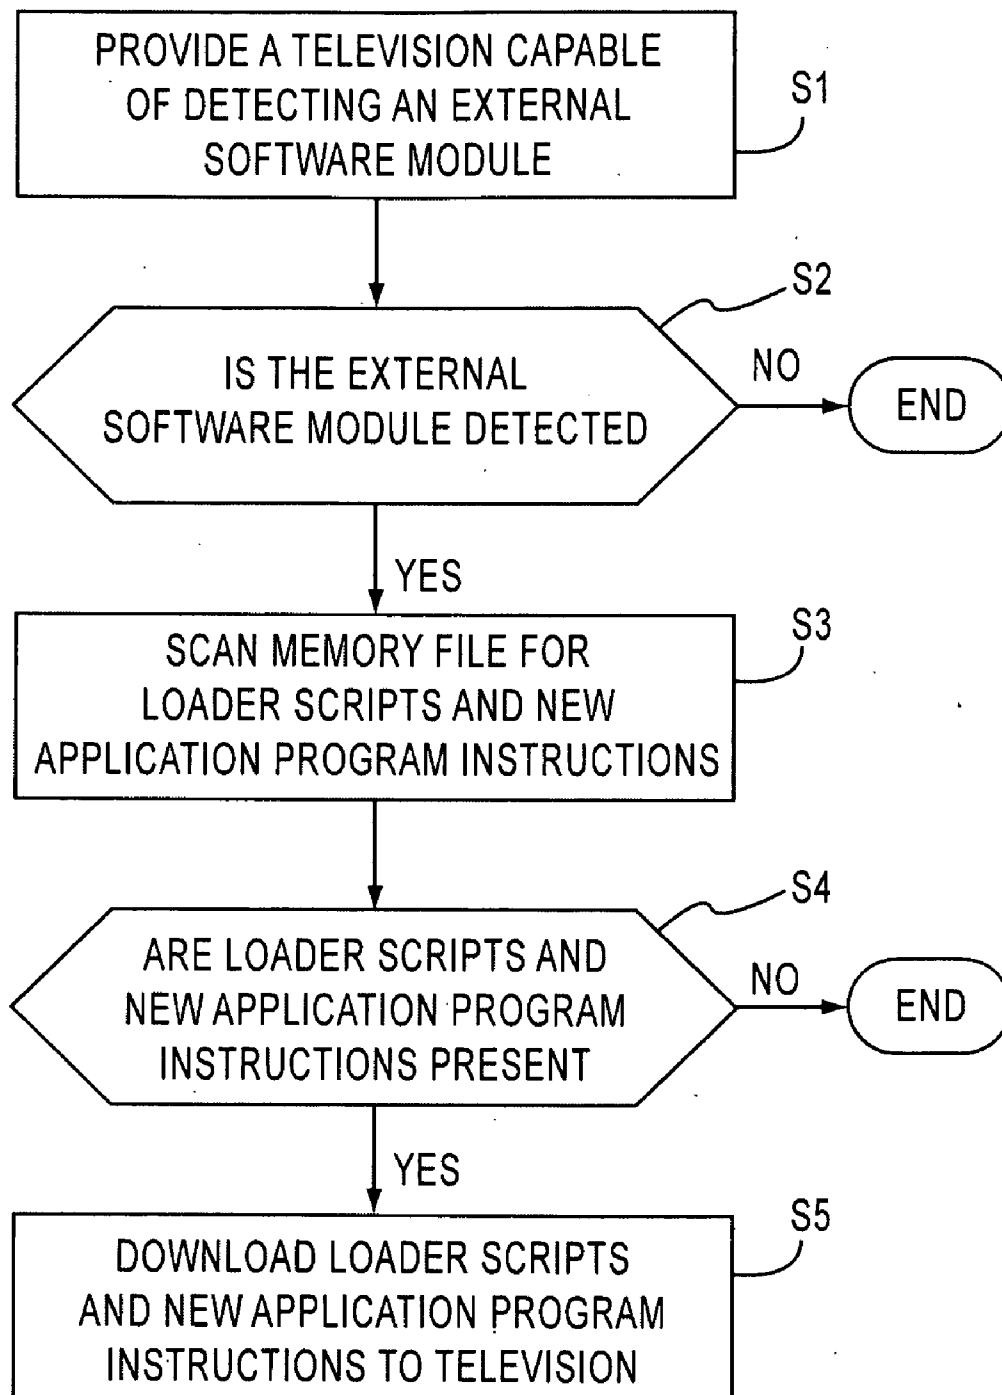 PROVIDE A TELEVISION CAPABLE
OF DETECTING AN EXTERNAL
SOFTWARE MODULE
S1
S2
IS THE EXTERNAL
SOFTWARE MODULE DETECTED
NO
END
YES
S3
SCAN MEMORY FILE FOR
LOADER SCRIPTS AND NEW
APPLICATION PROGRAM INSTRUCTIONS
S4
ARE LOADER SCRIPTS AND
NEW APPLICATION PROGRAM
INSTRUCTIONS PRESENT
NO
END
YES
S5
DOWNLOAD LOADER SCRIPTS
AND NEW APPLICATION PROGRAM
INSTRUCTIONS TO TELEVISION